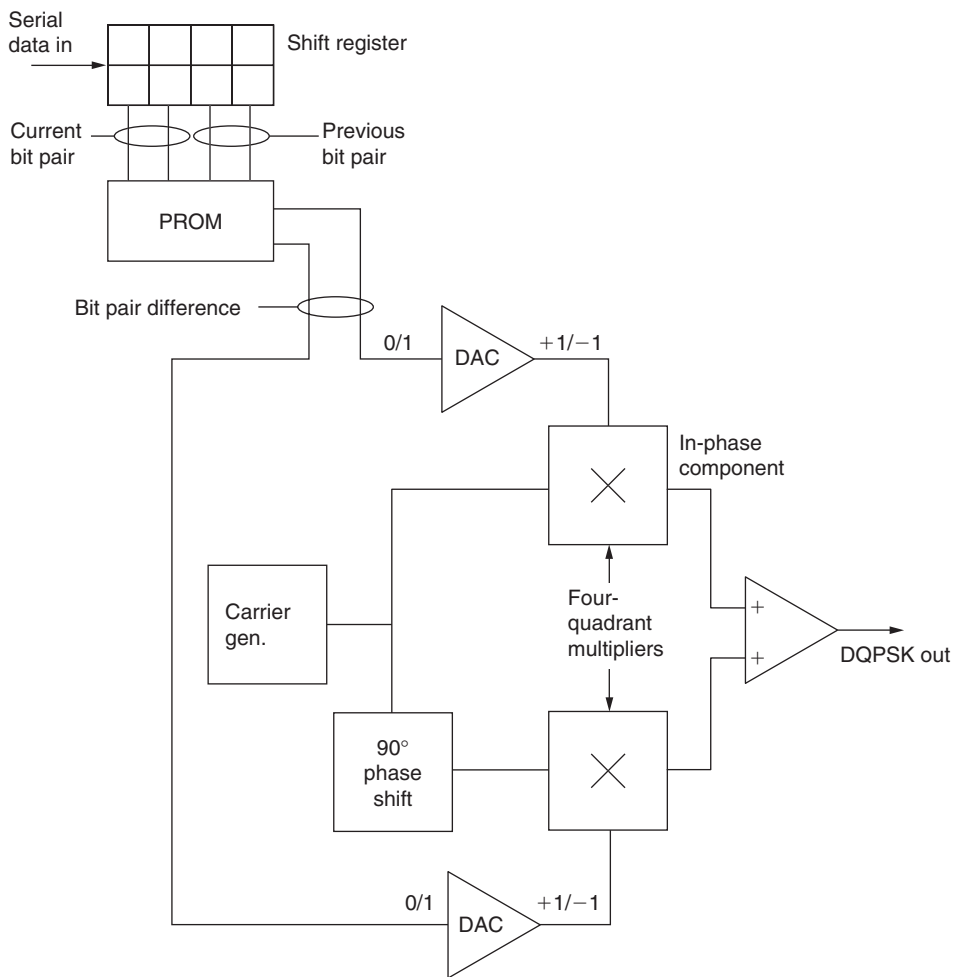 Serial
data in
Shift register
Current
bit pair
Previous
bit pair
PROM
Bit pair difference
0/1
DAC
+1/−1
In-phase
component
Carrier
gen.
Four-
quadrant
multipliers
+
+
DQPSK out
90°
phase
shift
0/1
DAC
+1/−1